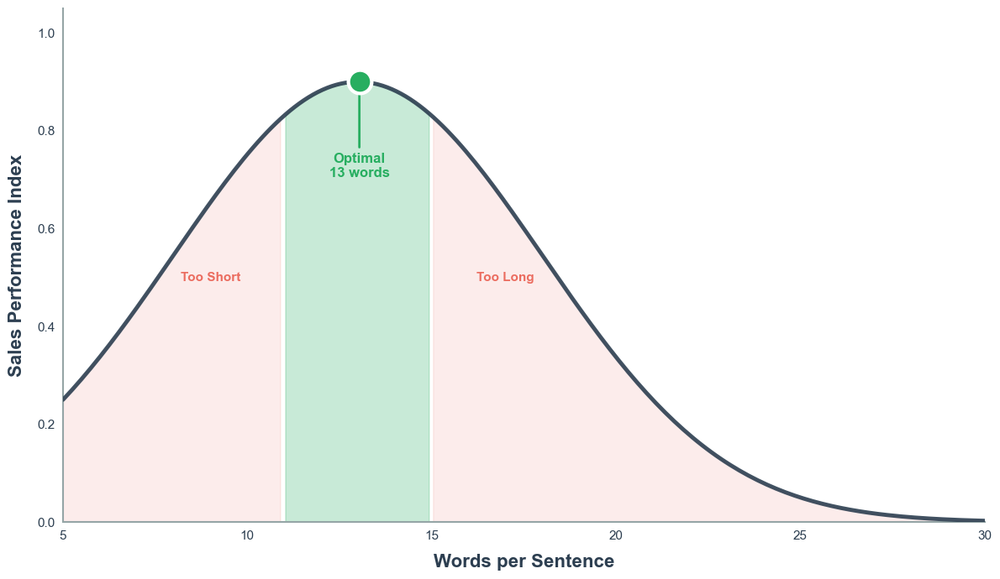 1.0
0.8
0.6
0.4
0.2
0.0
Sales Performance Index
Optimal
13 words
Too Short
Too Long
5 10 15 20 25 30
Words per Sentence